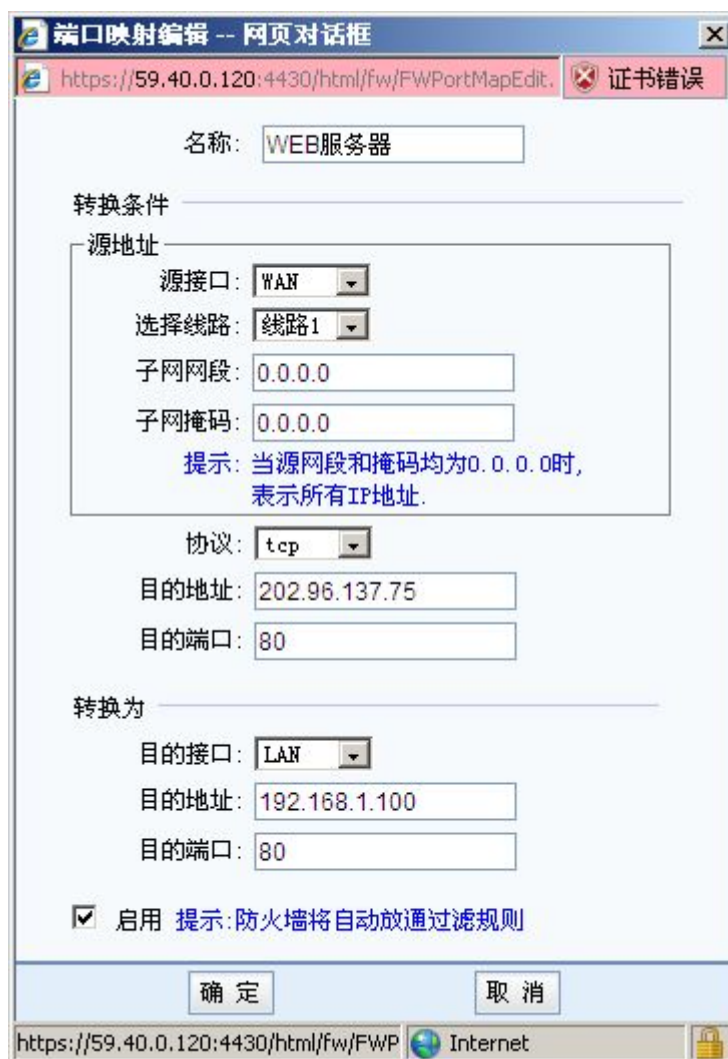 端口映射编辑 -- 网页对话框
https://59.40.0.120:4430/html/fw/FWPortMapEdit. 证书错误
名称: WEB服务器
转换条件
源地址
源接口: WAN
选择线路: 线路1
子网网段: 0.0.0.0
子网掩码: 0.0.0.0
提示: 当源网段和掩码均为0.0.0.0时,
表示所有IP地址.
协议: tcp
目的地址: 202.96.137.75
目的端口: 80
转换为
目的接口: LAN
目的地址: 192.168.1.100
目的端口: 80
启用 提示:防火墙将自动放通过滤规则
确 定 取 消
https://59.40.0.120:4430/html/fw/FWP Internet